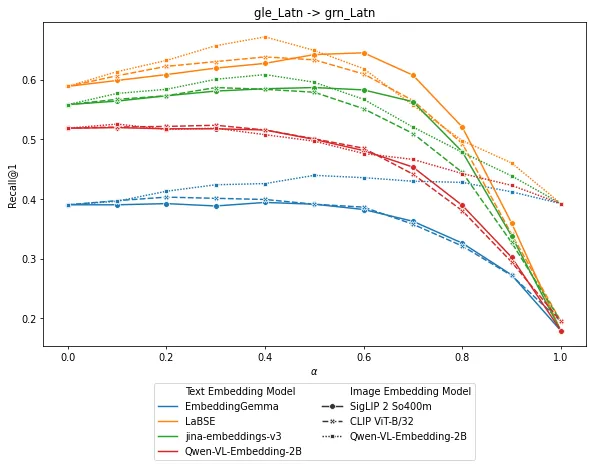 gle_Latn -> grn_Latn
Recall@1
0.6
0.5
0.4
0.3
0.2
0.0 0.2 0.4 0.6 0.8 1.0
α
Text Embedding Model Image Embedding Model
EmbeddingGemma SigLIP 2 So400m
LaBSE CLIP ViT-B/32
jina-embeddings-v3 Qwen-VL-Embedding-2B
Qwen-VL-Embedding-2B